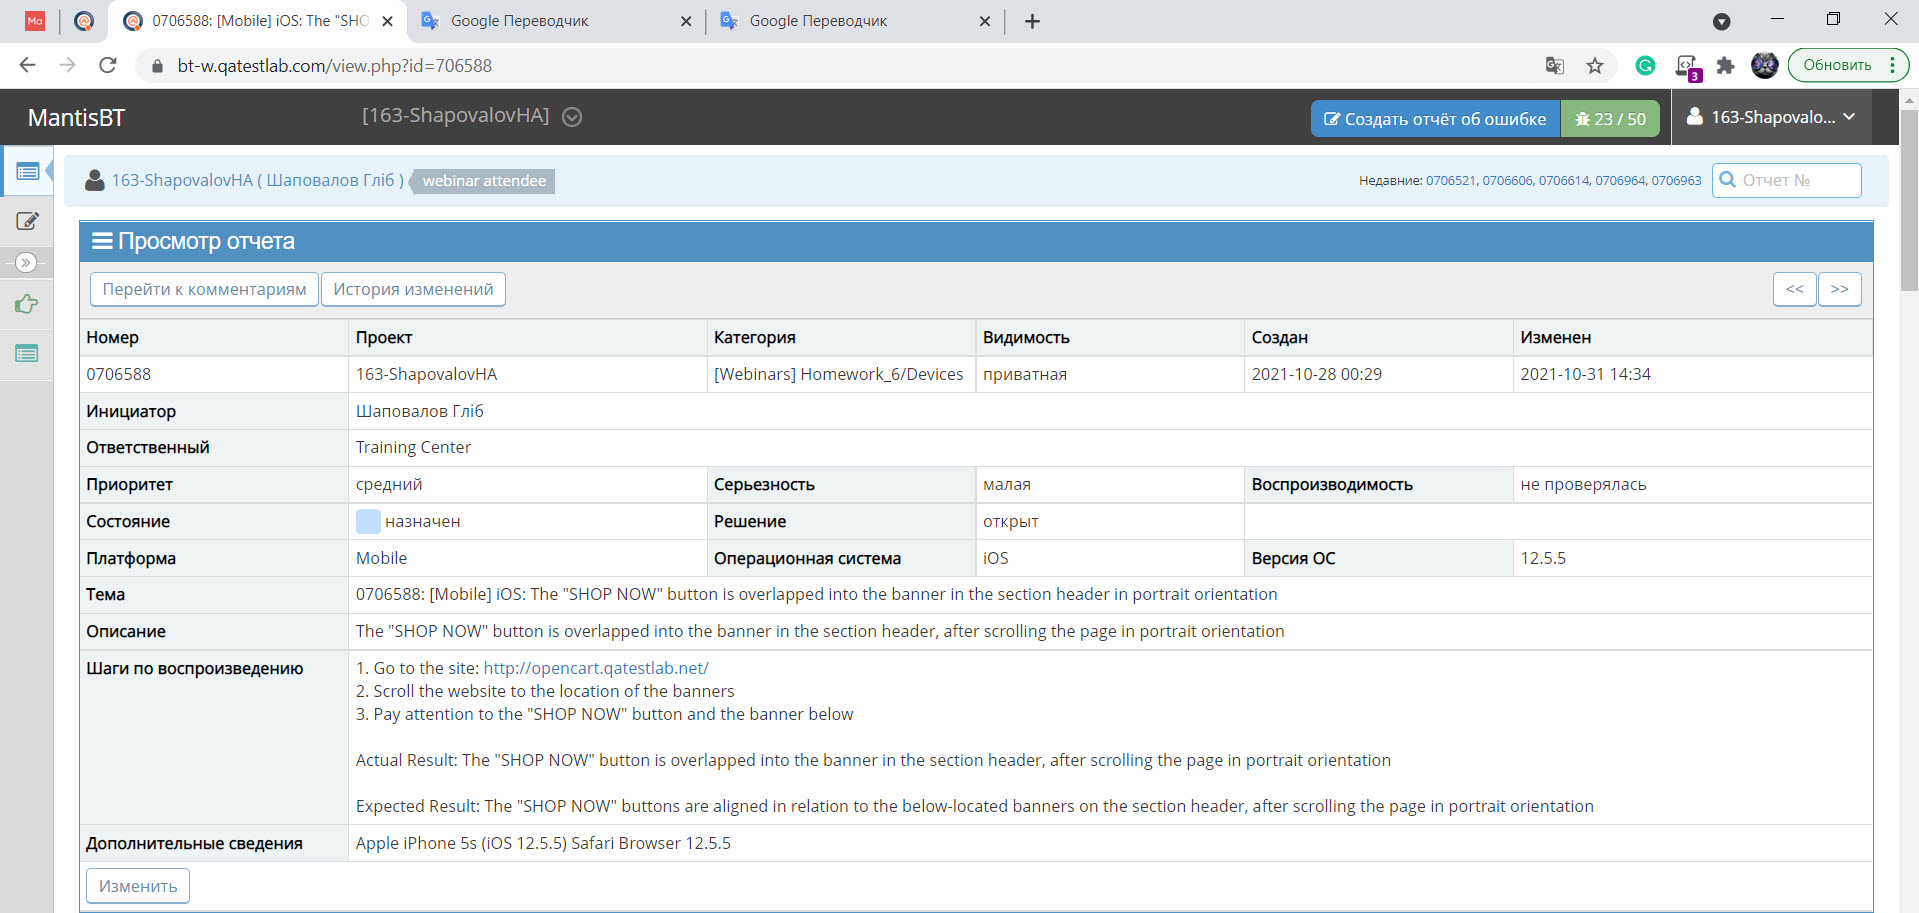 Ma
0706588: [Mobile] iOS: The "SHO
Google Переводчик
Google Переводчик
bt-w.qatestlab.com/view.php?id=706588
3
Обновить
MantisBT
[163-ShapovalovHA]
Создать отчёт об ошибке
23 / 50
163-Shapovalo...
163-ShapovalovHA ( Шаповалов Гліб )
webinar attendee
Недавние: 0706521, 0706606, 0706614, 0706964, 0706963
Отчет №
Просмотр отчета
Перейти к комментариям
История изменений
<<
>>
Номер Проект Категория Видимость Создан Изменен
0706588 163-ShapovalovHA [Webinars] Homework_6/Devices приватная 2021-10-28 00:29 2021-10-31 14:34
Инициатор Шаповалов Гліб
Ответственный Training Center
Приоритет средний Серьезность малая Воспроизводимость не проверялась
Состояние назначен Решение открыт
Платформа Mobile Операционная система iOS Версия ОС 12.5.5
Тема 0706588: [Mobile] iOS: The "SHOP NOW" button is overlapped into the banner in the section header in portrait orientation
Описание The "SHOP NOW" button is overlapped into the banner in the section header, after scrolling the page in portrait orientation
Шаги по воспроизведению 1. Go to the site: http://opencart.qatestlab.net/
2. Scroll the website to the location of the banners
3. Pay attention to the "SHOP NOW" button and the banner below
Actual Result: The "SHOP NOW" button is overlapped into the banner in the section header, after scrolling the page in portrait orientation
Expected Result: The "SHOP NOW" buttons are aligned in relation to the below-located banners on the section header, after scrolling the page in portrait orientation
Дополнительные сведения Apple iPhone 5s (iOS 12.5.5) Safari Browser 12.5.5
Изменить